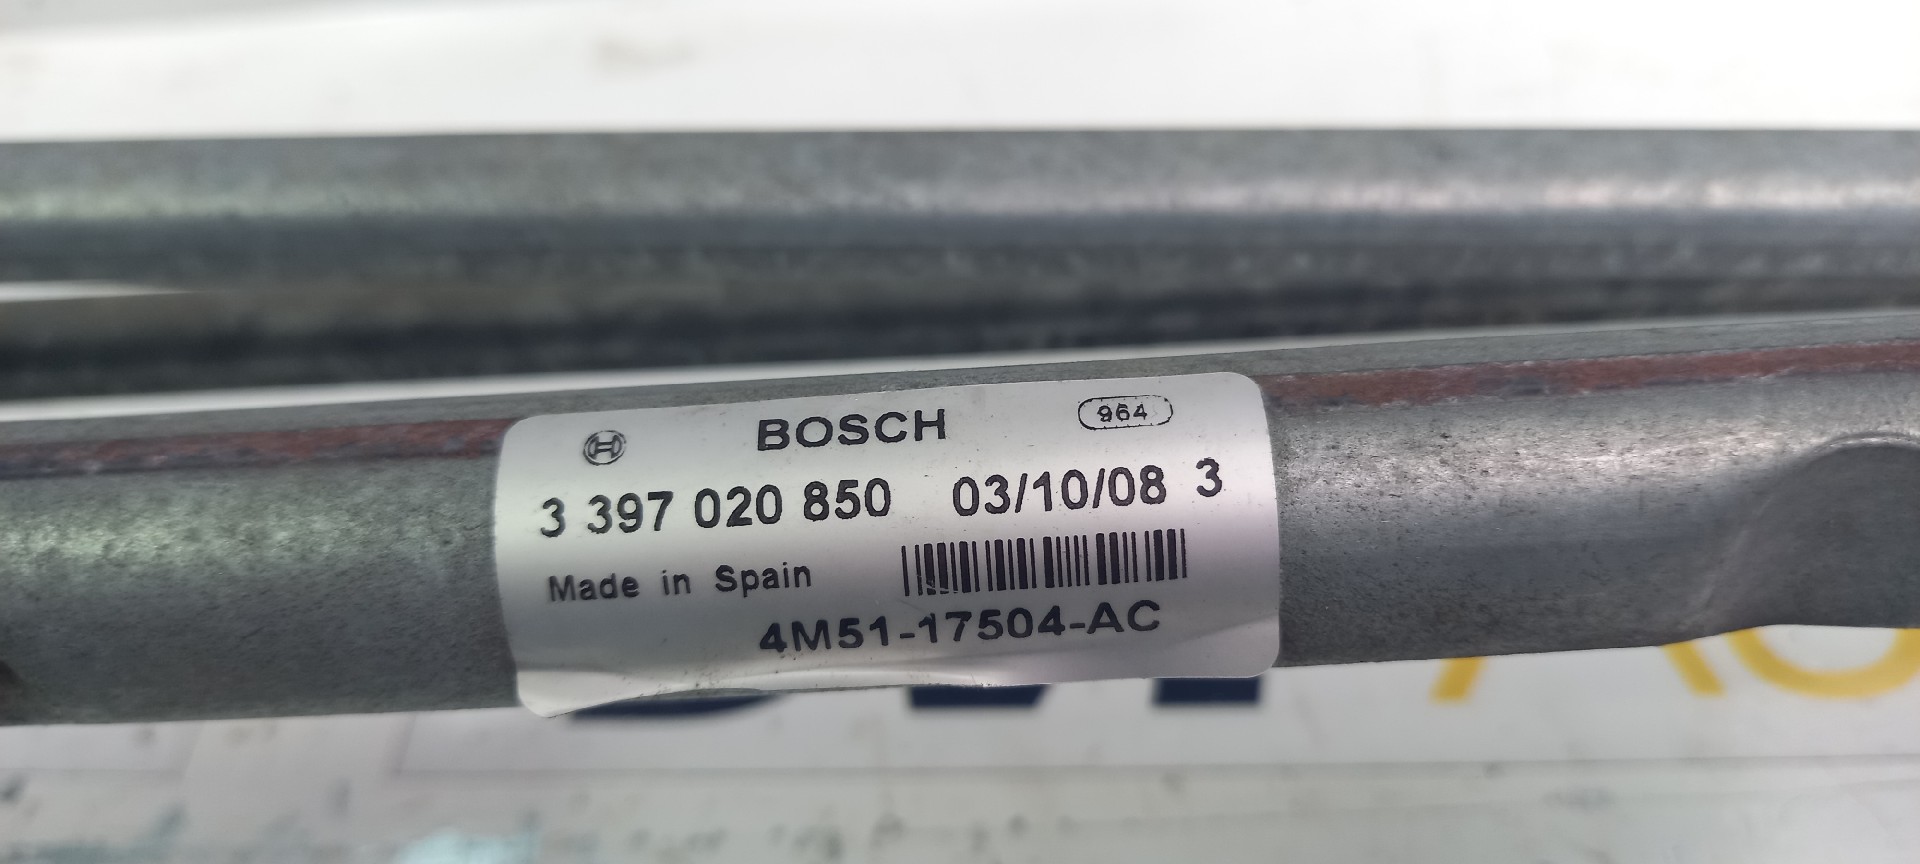 BOSCH 964
3 397 020 850 03/10/08 3
Made in Spain
4M51-17504-AC